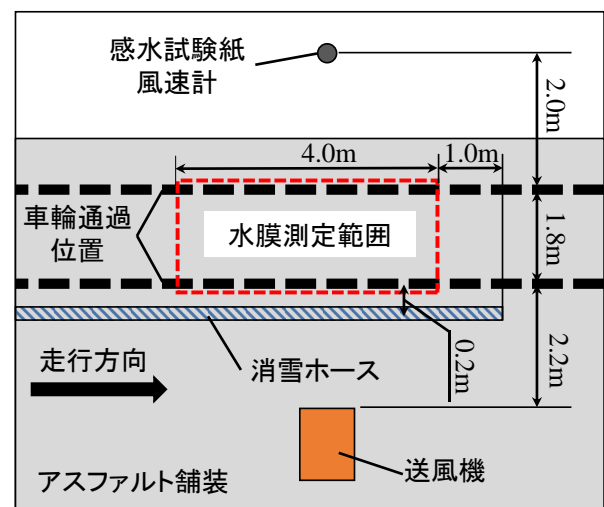 感水試験紙
風速計
2.0m
4.0m
1.0m
車輪通過
位置
水膜測定範囲
1.8m
走行方向
消雪ホース
0.2m
2.2m
送風機
アスファルト舗装